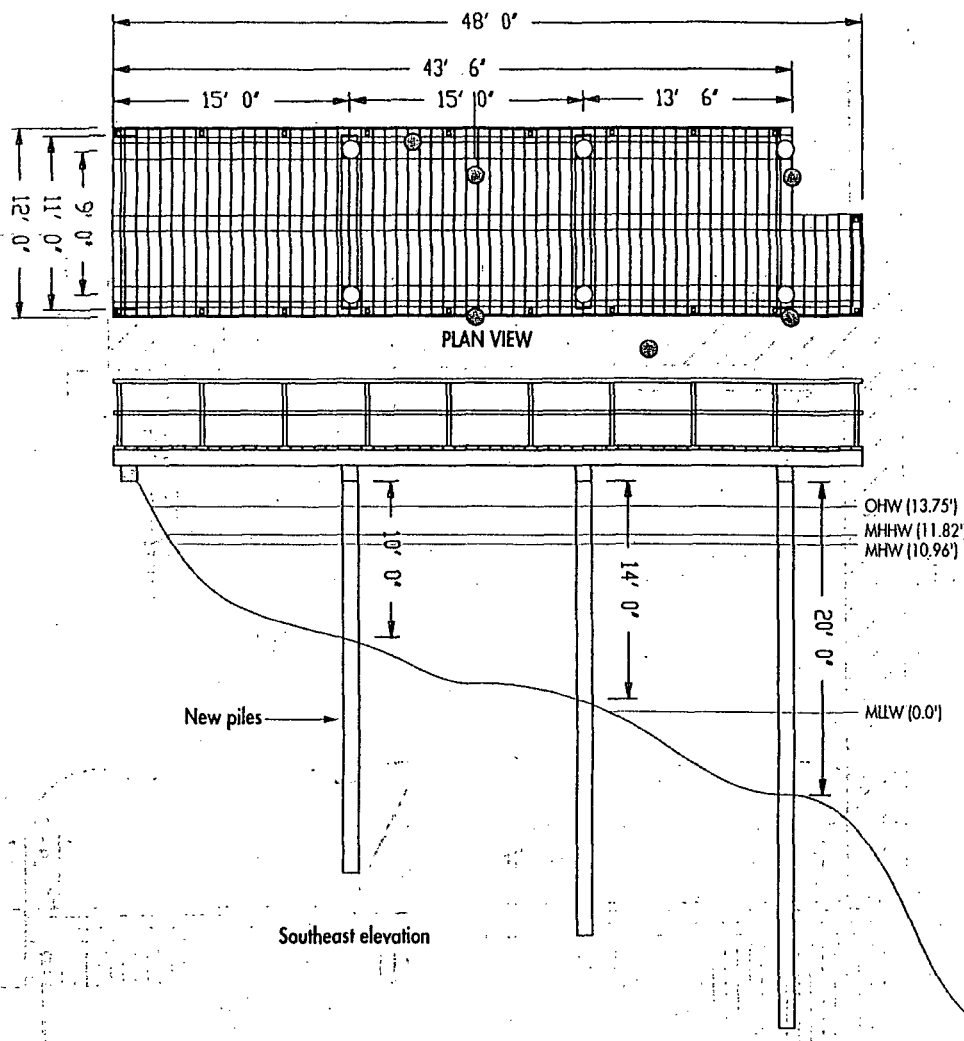 48' 0"
43' 6"
15' 0"
15' 0"
13' 6"
12' 0"
11' 0"
9' 0"
PLAN VIEW
OHW (13.75')
MHHW (11.82')
MHW (10.96')
10' 0"
14' 0"
20' 0"
New piles
MLLW (0.0')
Southeast elevation